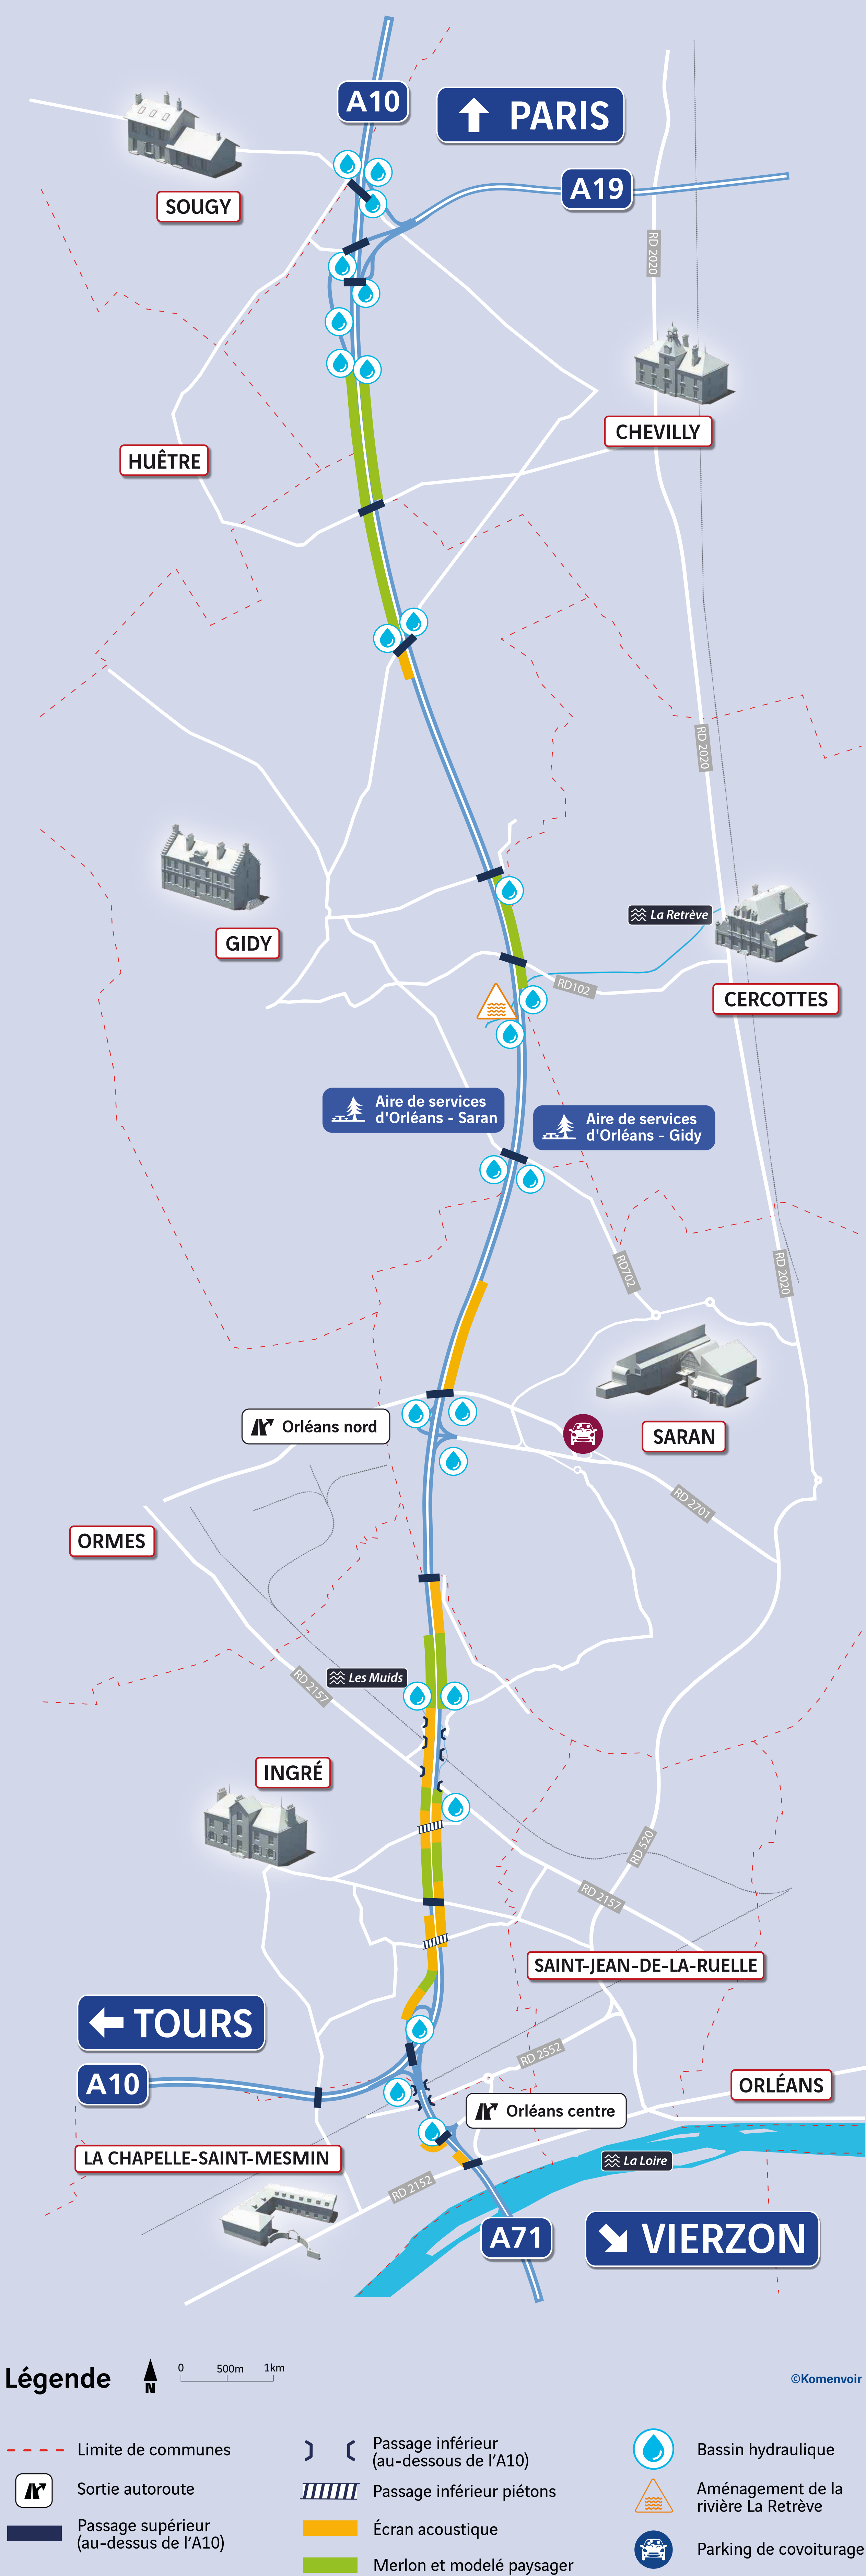 A10
PARIS
A19
SOUGY
RD 2020
CHEVILLY
HUÊTRE
RD 2020
La Retrève
GIDY
RD102
CERCOTTES
Aire de services
d'Orléans - Saran
Aire de services
d'Orléans - Gidy
RD702
RD 2020
Orléans nord
SARAN
RD 2701
ORMES
Les Muids
RD 2157
INGRÉ
RD 520
RD 2157
SAINT-JEAN-DE-LA-RUELLE
TOURS
RD 2552
A10
ORLÉANS
Orléans centre
LA CHAPELLE-SAINT-MESMIN
La Loire
RD 2152
A71
VIERZON
Légende
N
0 500m 1km
©Komenvoir
Limite de communes
Sortie autoroute
Passage supérieur
(au-dessus de l'A10)
Passage inférieur
(au-dessous de l'A10)
Passage inférieur piétons
Écran acoustique
Merlon et modelé paysager
Bassin hydraulique
Aménagement de la
rivière La Retrève
Parking de covoiturage